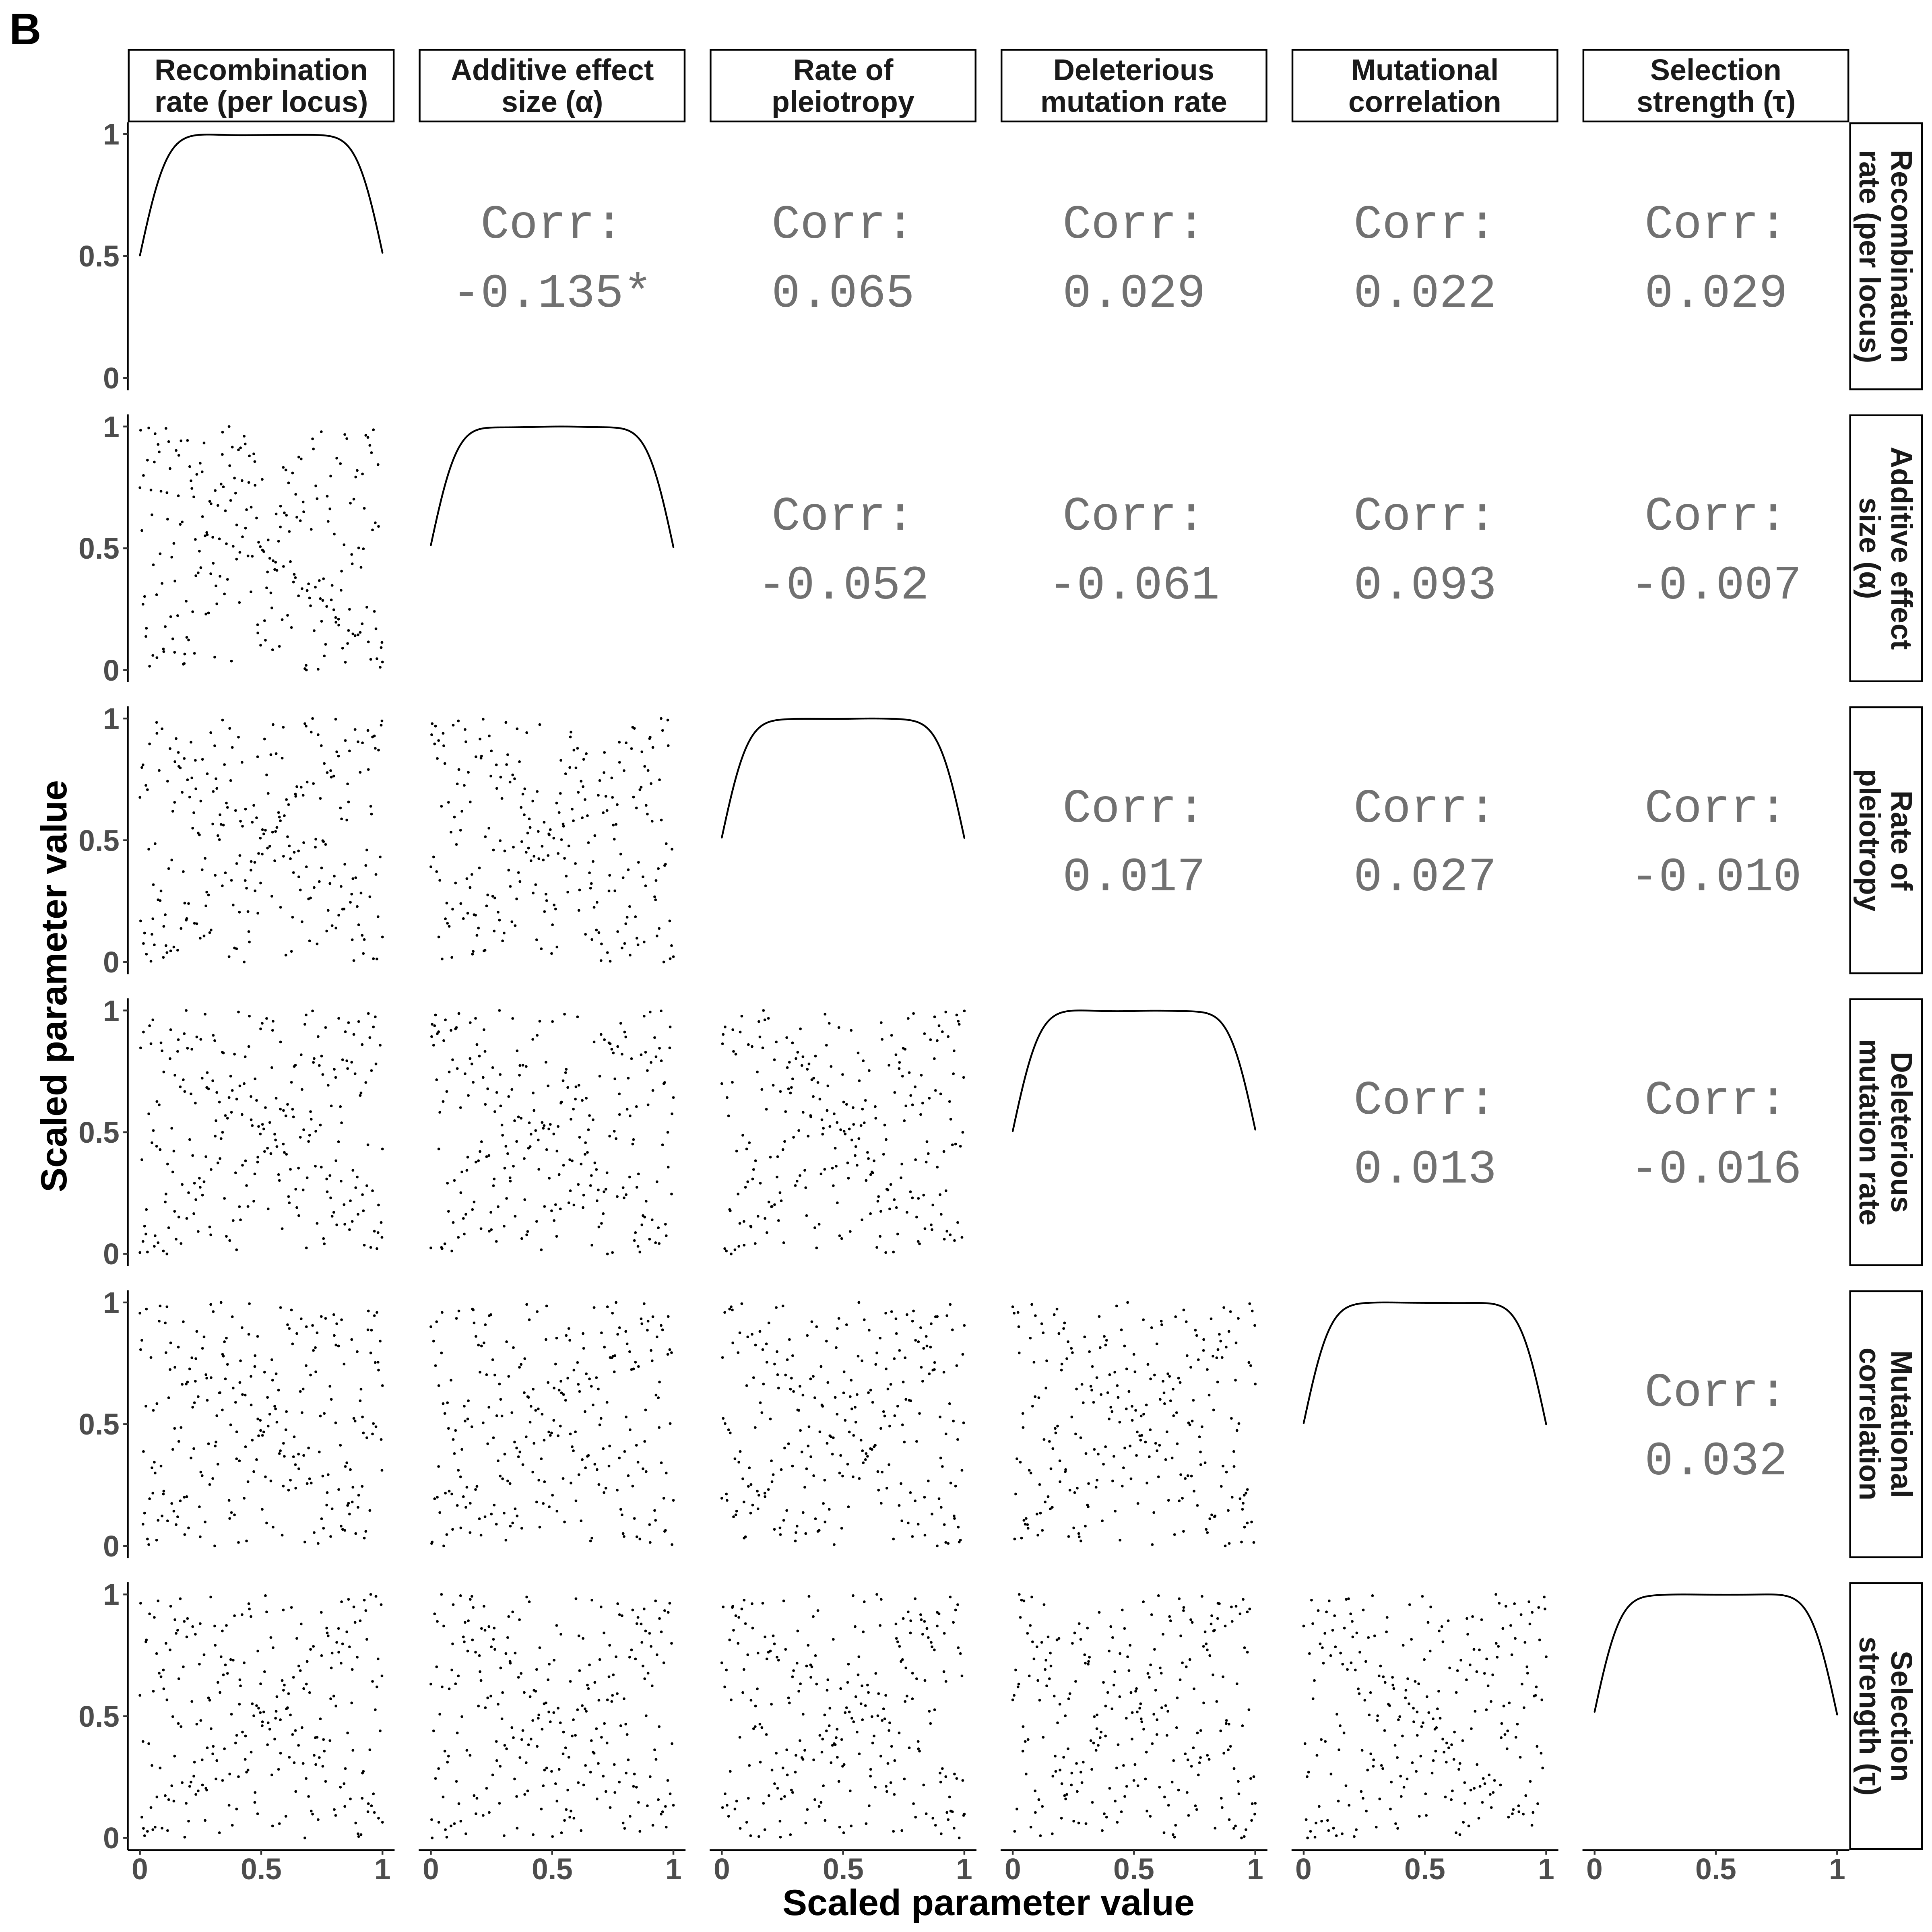 B
Recombination
rate (per locus)
Additive effect
size (α)
Rate of
pleiotropy
Deleterious
mutation rate
Mutational
correlation
Selection
strength (τ)
1
0.5
0
Corr:
-0.135*
Corr:
0.065
Corr:
0.029
Corr:
0.022
Corr:
0.029
Recombination
rate (per locus)
1
0.5
0
Corr:
-0.052
Corr:
-0.061
Corr:
0.093
Corr:
-0.007
Additive effect
size (α)
1
0.5
0
Corr:
0.017
Corr:
0.027
Corr:
-0.010
Rate of
pleiotropy
Scaled parameter value
1
0.5
0
Corr:
0.013
Corr:
-0.016
Deleterious
mutation rate
1
0.5
0
Corr:
0.032
Mutational
correlation
1
0.5
0
Selection
strength (τ)
0 0.5 1 0 0.5 1 0 0.5 1 0 0.5 1 0 0.5 1 0 0.5 1
Scaled parameter value